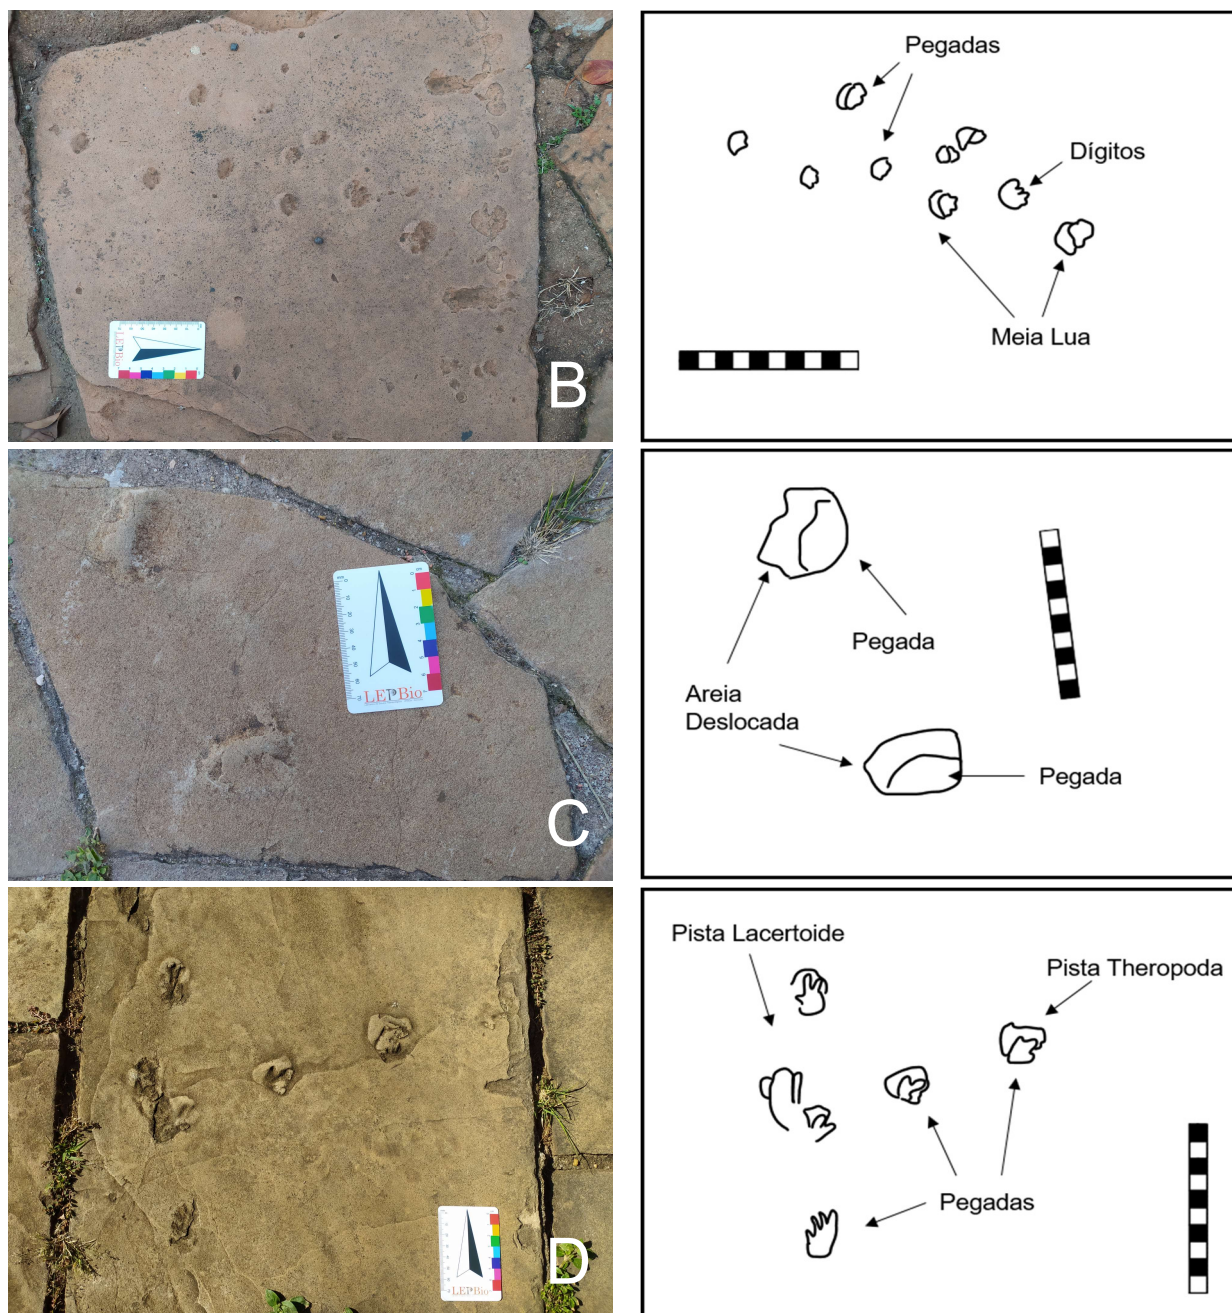 Pegadas
Dígitos
Meia Lua
LEPBio
B
Pegada
Areia
Deslocada
Pegada
LEPBio
C
Pista Lacertoide
Pista Theropoda
Pegadas
LEPBio
D